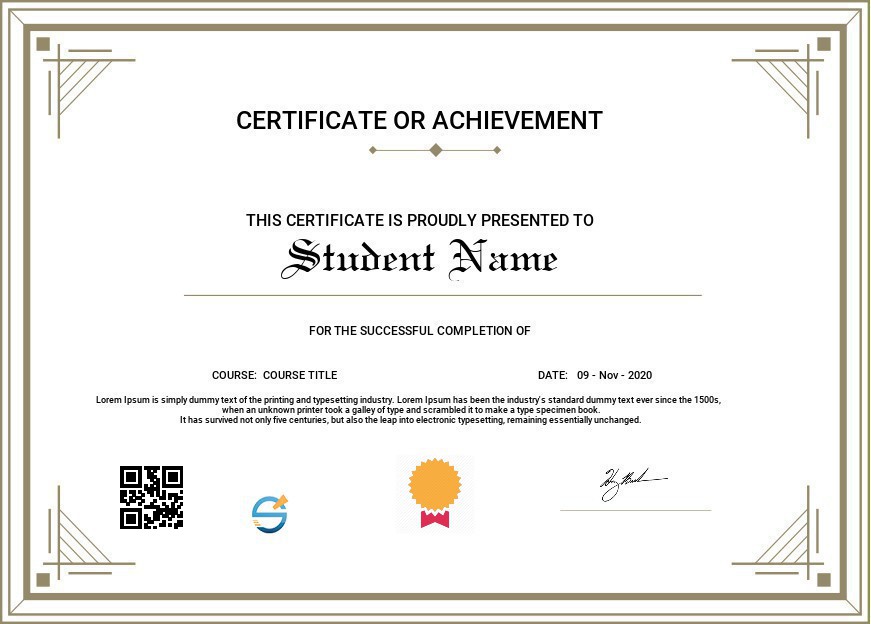 CERTIFICATE OR ACHIEVEMENT
THIS CERTIFICATE IS PROUDLY PRESENTED TO
Student Name
FOR THE SUCCESSFUL COMPLETION OF
COURSE: COURSE TITLE DATE: 09 - Nov - 2020
Lorem Ipsum is simply dummy text of the printing and typesetting industry. Lorem Ipsum has been the industry's standard dummy text ever since the 1500s,
when an unknown printer took a galley of type and scrambled it to make a type specimen book.
It has survived not only five centuries, but also the leap into electronic typesetting, remaining essentially unchanged.